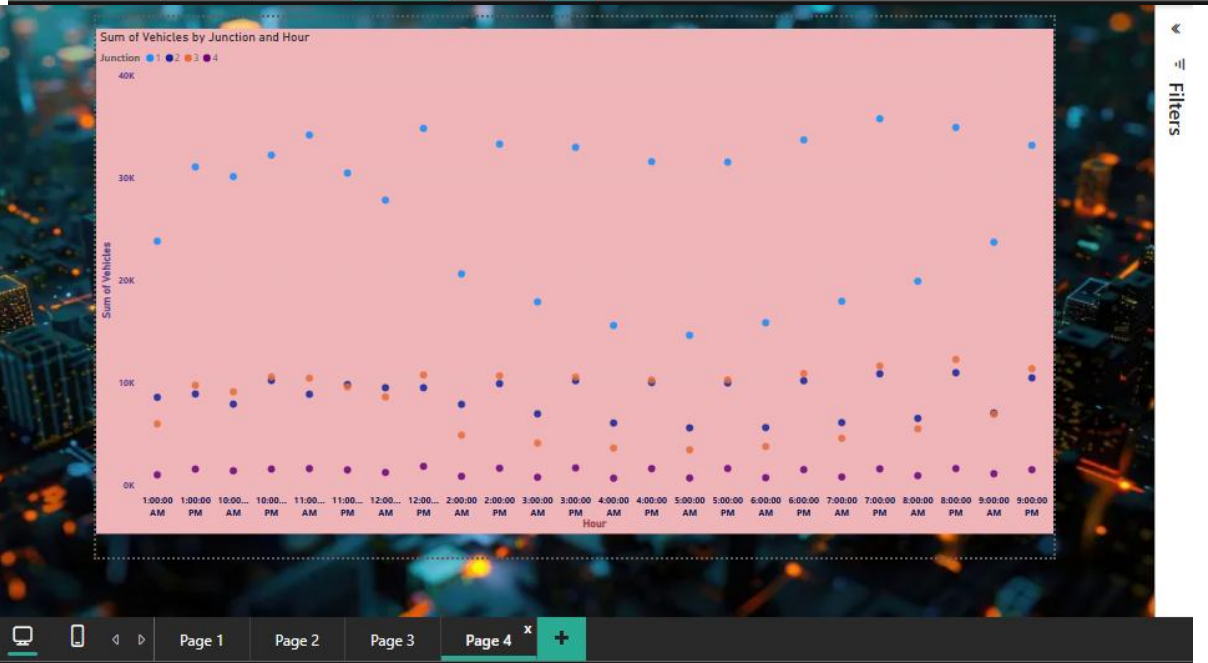 Sum of Vehicles by Junction and Hour
Junction 1 2 3 4
40K
30K
20K
10K
0K
Sum of Vehicles
1:00:00 1:00:00 10:00... 10:00... 11:00... 11:00... 12:00... 12:00... 2:00:00 2:00:00 3:00:00 3:00:00 4:00:00 4:00:00 5:00:00 5:00:00 6:00:00 6:00:00 7:00:00 7:00:00 8:00:00 8:00:00 9:00:00 9:00:00
AM PM AM PM AM PM AM PM AM PM AM PM AM PM AM PM AM PM AM PM AM PM AM PM
Hour
Filters
Page 1 Page 2 Page 3 Page 4 x +